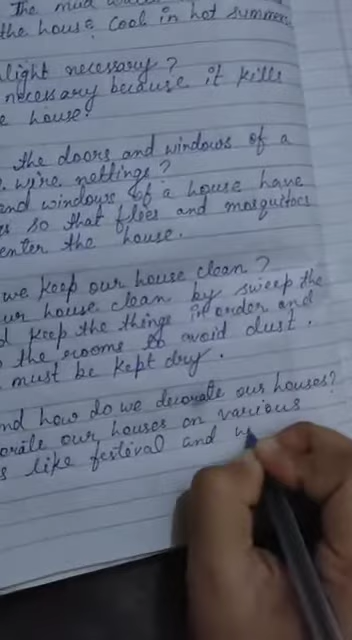 The mud
the house cool in hot summer
light necessary?
necessary because it kills
house.
the doors and windows of a
wire nettings?
and windows of a house have
so that flies and mosquitoes
enter the house.
we keep our house clean?
our house clean by sweep the
keep the things in order and
the rooms to avoid dust.
must be kept dry.
and how do we decorate our houses?
our houses on various
like festival and w